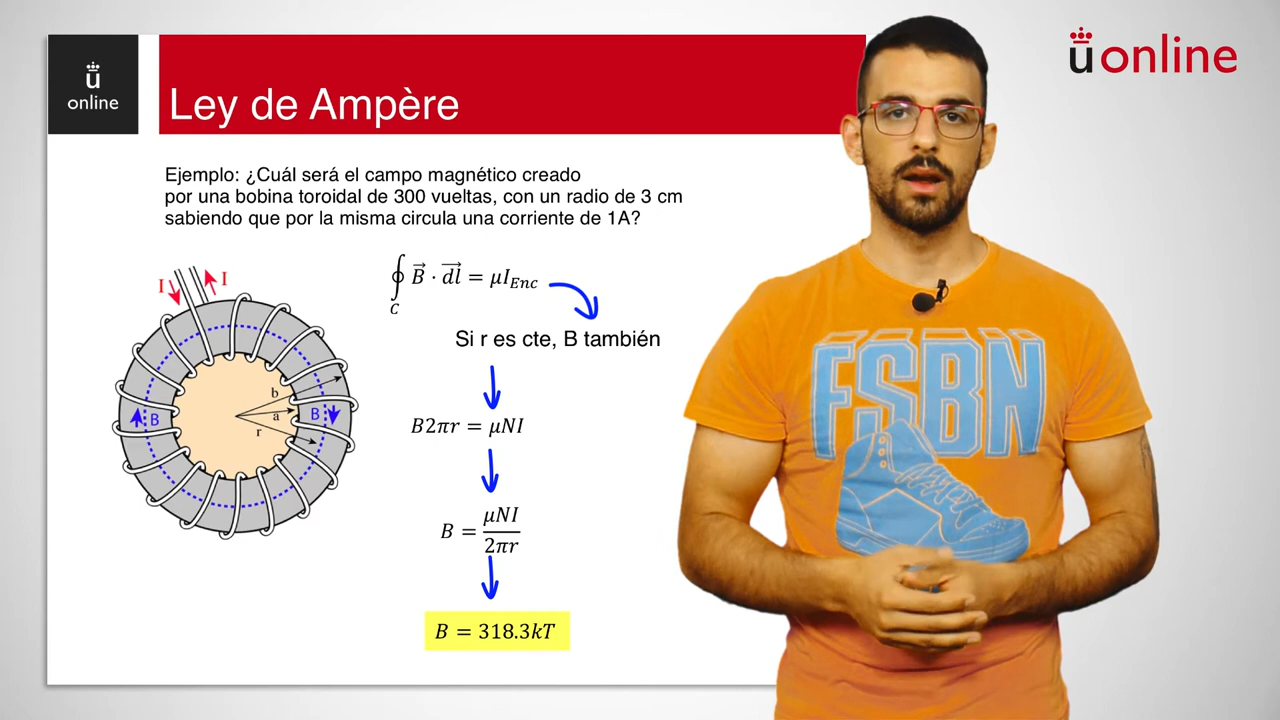 ü online
ü
online
Ley de Ampère
Ejemplo: ¿Cuál será el campo magnético creado
por una bobina toroidal de 300 vueltas, con un radio de 3 cm
sabiendo que por la misma circula una corriente de 1A?
∮_C B⃗ · dl⃗ = μI_Enc
Si r es cte, B también
B2πr = μNI
B = μNI / 2πr
B = 318.3kT
I I
b
a
r
B B
FSBN